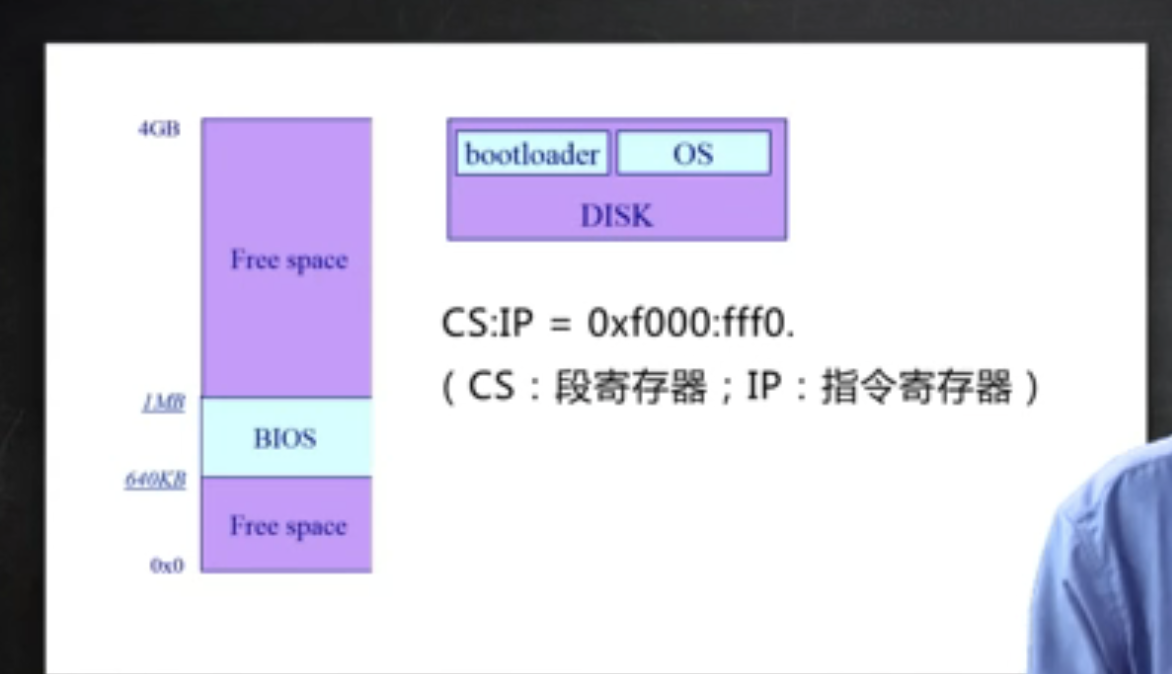 4GB
Free space
1MB
BIOS
640KB
Free space
0x0
bootloader
OS
DISK
CS:IP = 0xf000:fff0.
( CS : 段寄存器 ; IP : 指令寄存器 )